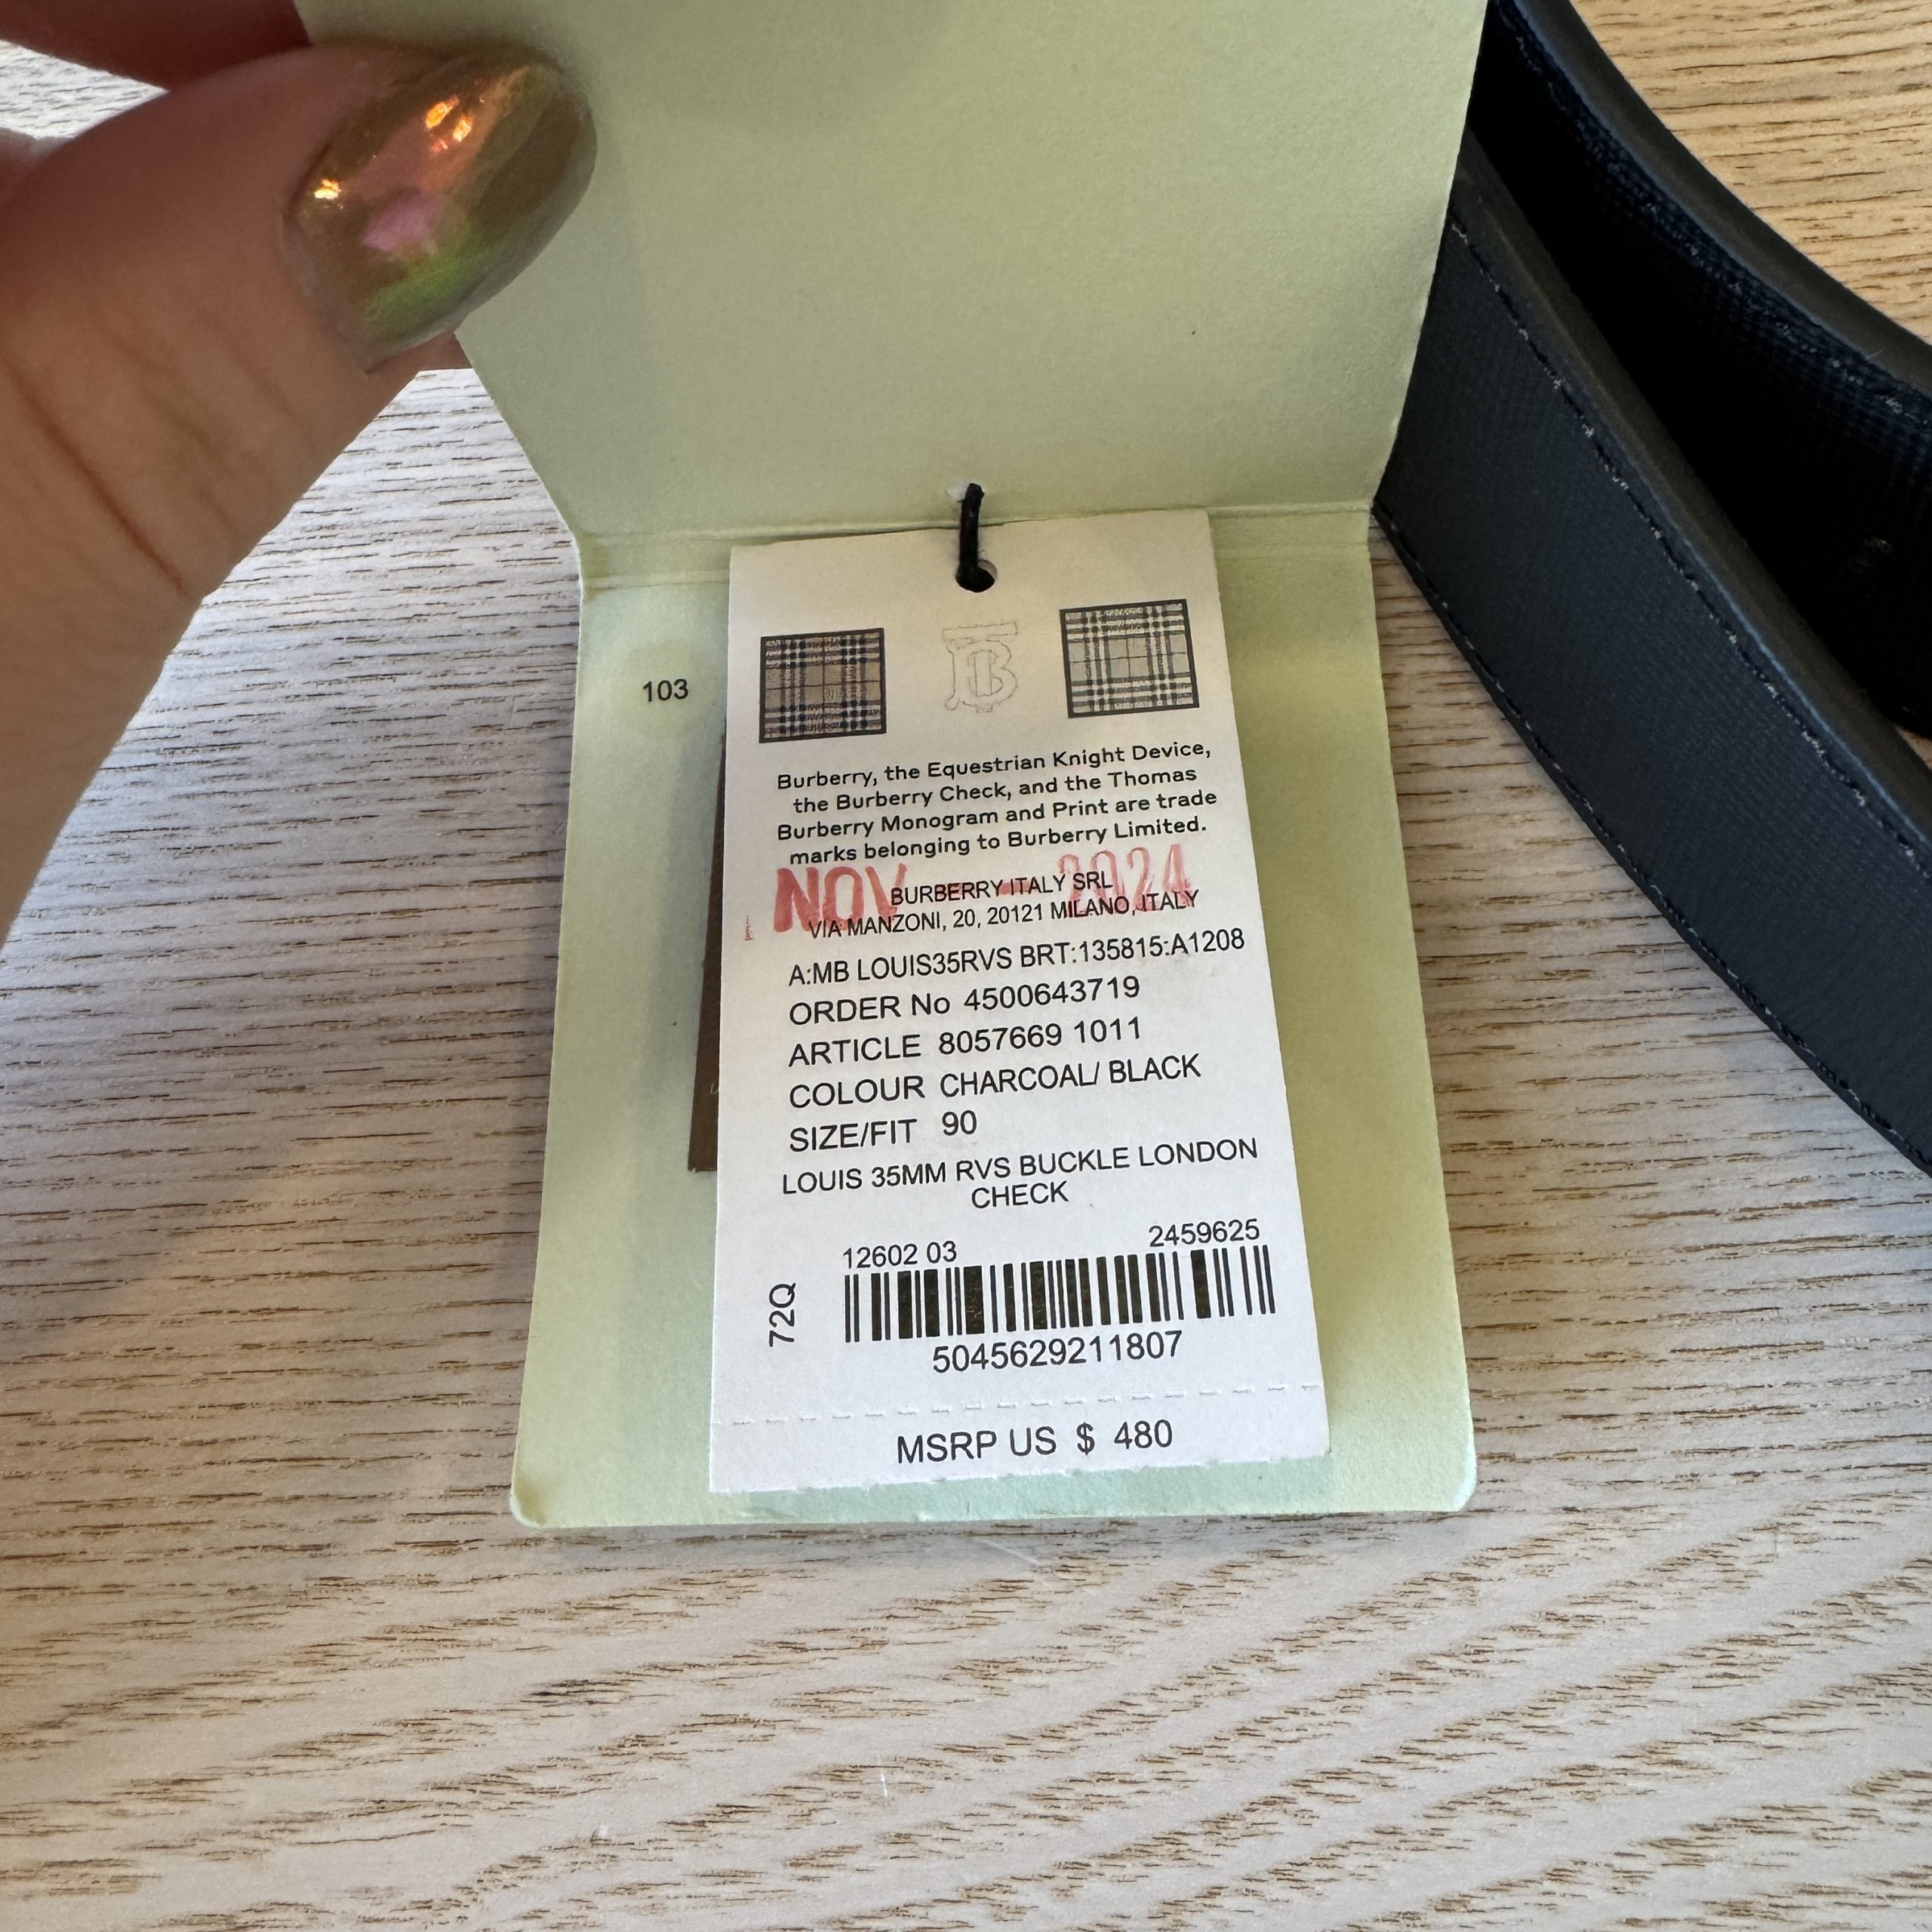 103
Burberry, the Equestrian Knight Device,
the Burberry Check, and the Thomas
Burberry Monogram and Print are trade
marks belonging to Burberry Limited.
NOV - 2024
BURBERRY ITALY SRL
VIA MANZONI, 20, 20121 MILANO, ITALY
A:MB LOUIS35RVS BRT:135815:A1208
ORDER No 4500643719
ARTICLE 8057669 1011
COLOUR CHARCOAL/ BLACK
SIZE/FIT 90
LOUIS 35MM RVS BUCKLE LONDON
CHECK
12602 03 2459625
72Q
5045629211807
MSRP US $ 480